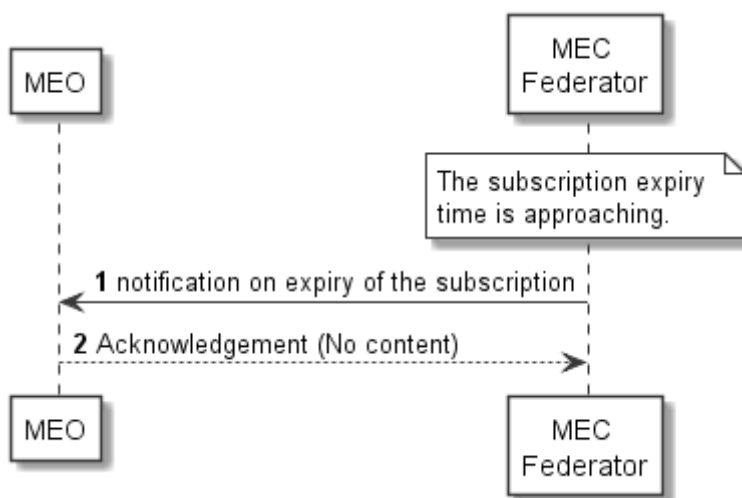 MEO
MEC
Federator
The subscription expiry
time is approaching.
1 notification on expiry of the subscription
2 Acknowledgement (No content)
MEO
MEC
Federator